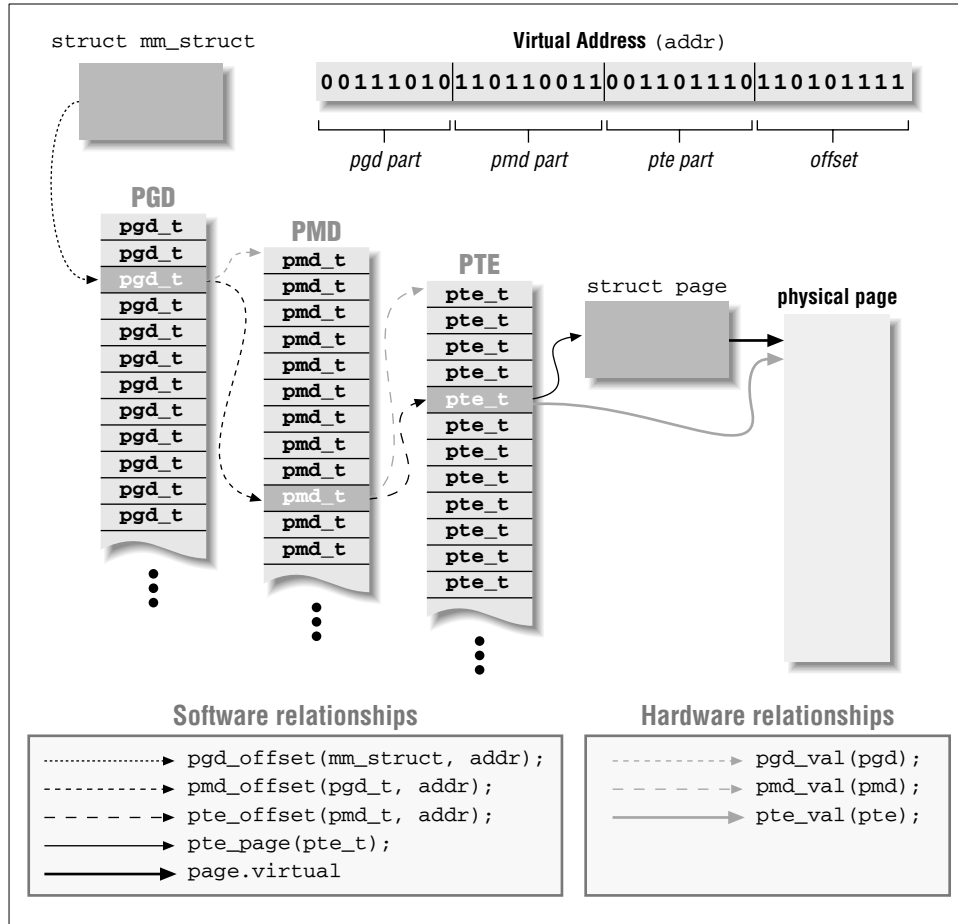 struct mm_struct
Virtual Address (addr)
00111010 110110011 001101110 110101111
pgd part pmd part pte part offset
PGD
pgd_t
pgd_t
pgd_t
pgd_t
pgd_t
pgd_t
pgd_t
pgd_t
pgd_t
pgd_t
pgd_t
pgd_t
PMD
pmd_t
pmd_t
pmd_t
pmd_t
pmd_t
pmd_t
pmd_t
pmd_t
pmd_t
pmd_t
pmd_t
pmd_t
PTE
pte_t
pte_t
pte_t
pte_t
pte_t
pte_t
pte_t
pte_t
pte_t
pte_t
pte_t
pte_t
struct page
physical page
Software relationships
pgd_offset(mm_struct, addr);
pmd_offset(pgd_t, addr);
pte_offset(pmd_t, addr);
pte_page(pte_t);
page.virtual
Hardware relationships
pgd_val(pgd);
pmd_val(pmd);
pte_val(pte);